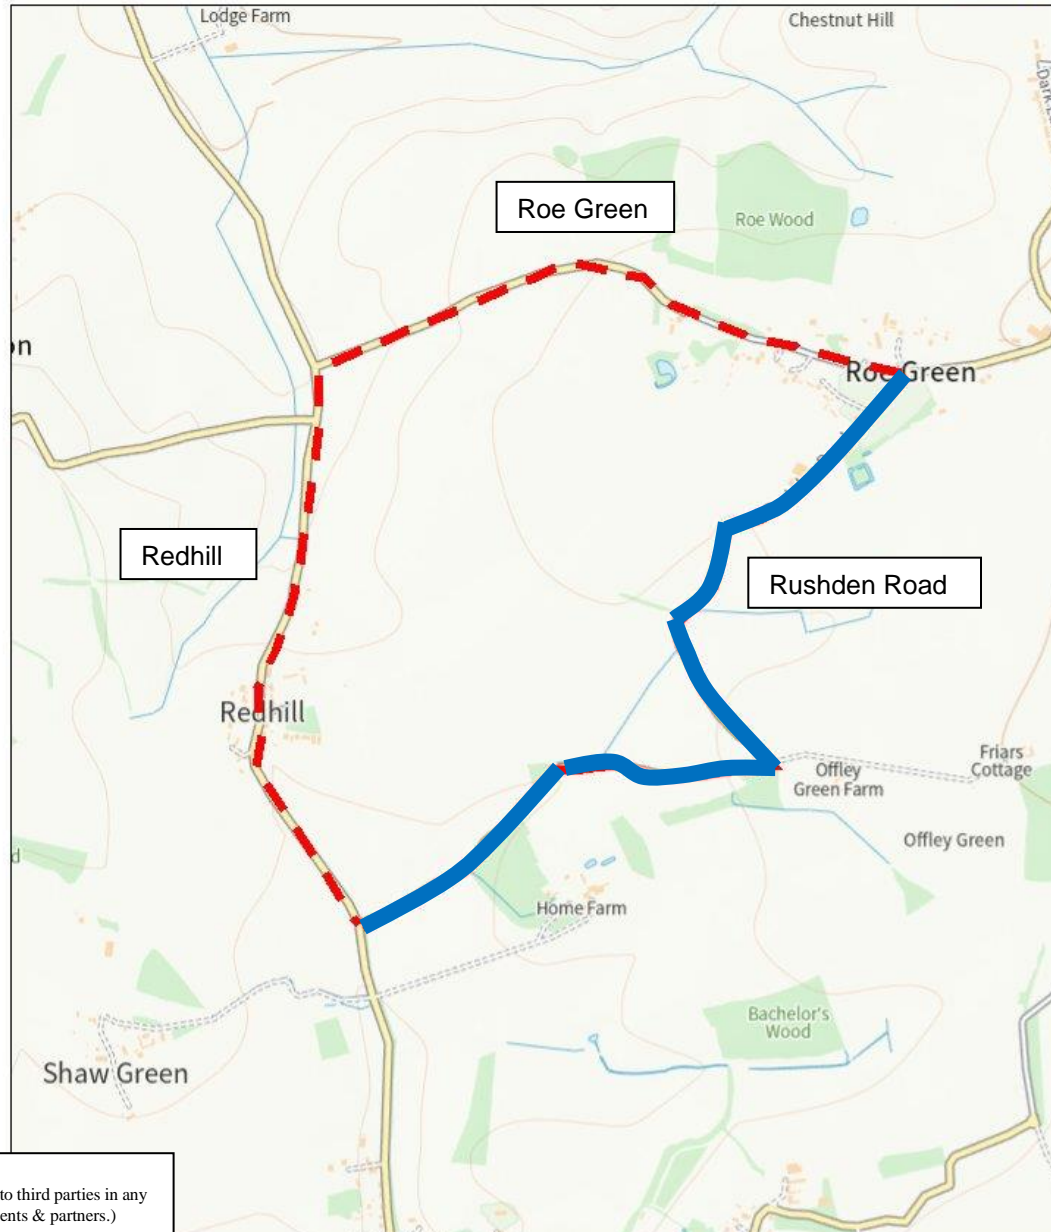 Lodge Farm
Chestnut Hill
Roe Green
Roe Wood
on
Roe Green
Redhill
Rushden Road
Redhill
Friars
Cottage
Offley
Green Farm
Offley Green
d
Home Farm
Bachelor's
Wood
Shaw Green
to third parties in any
ents & partners.)